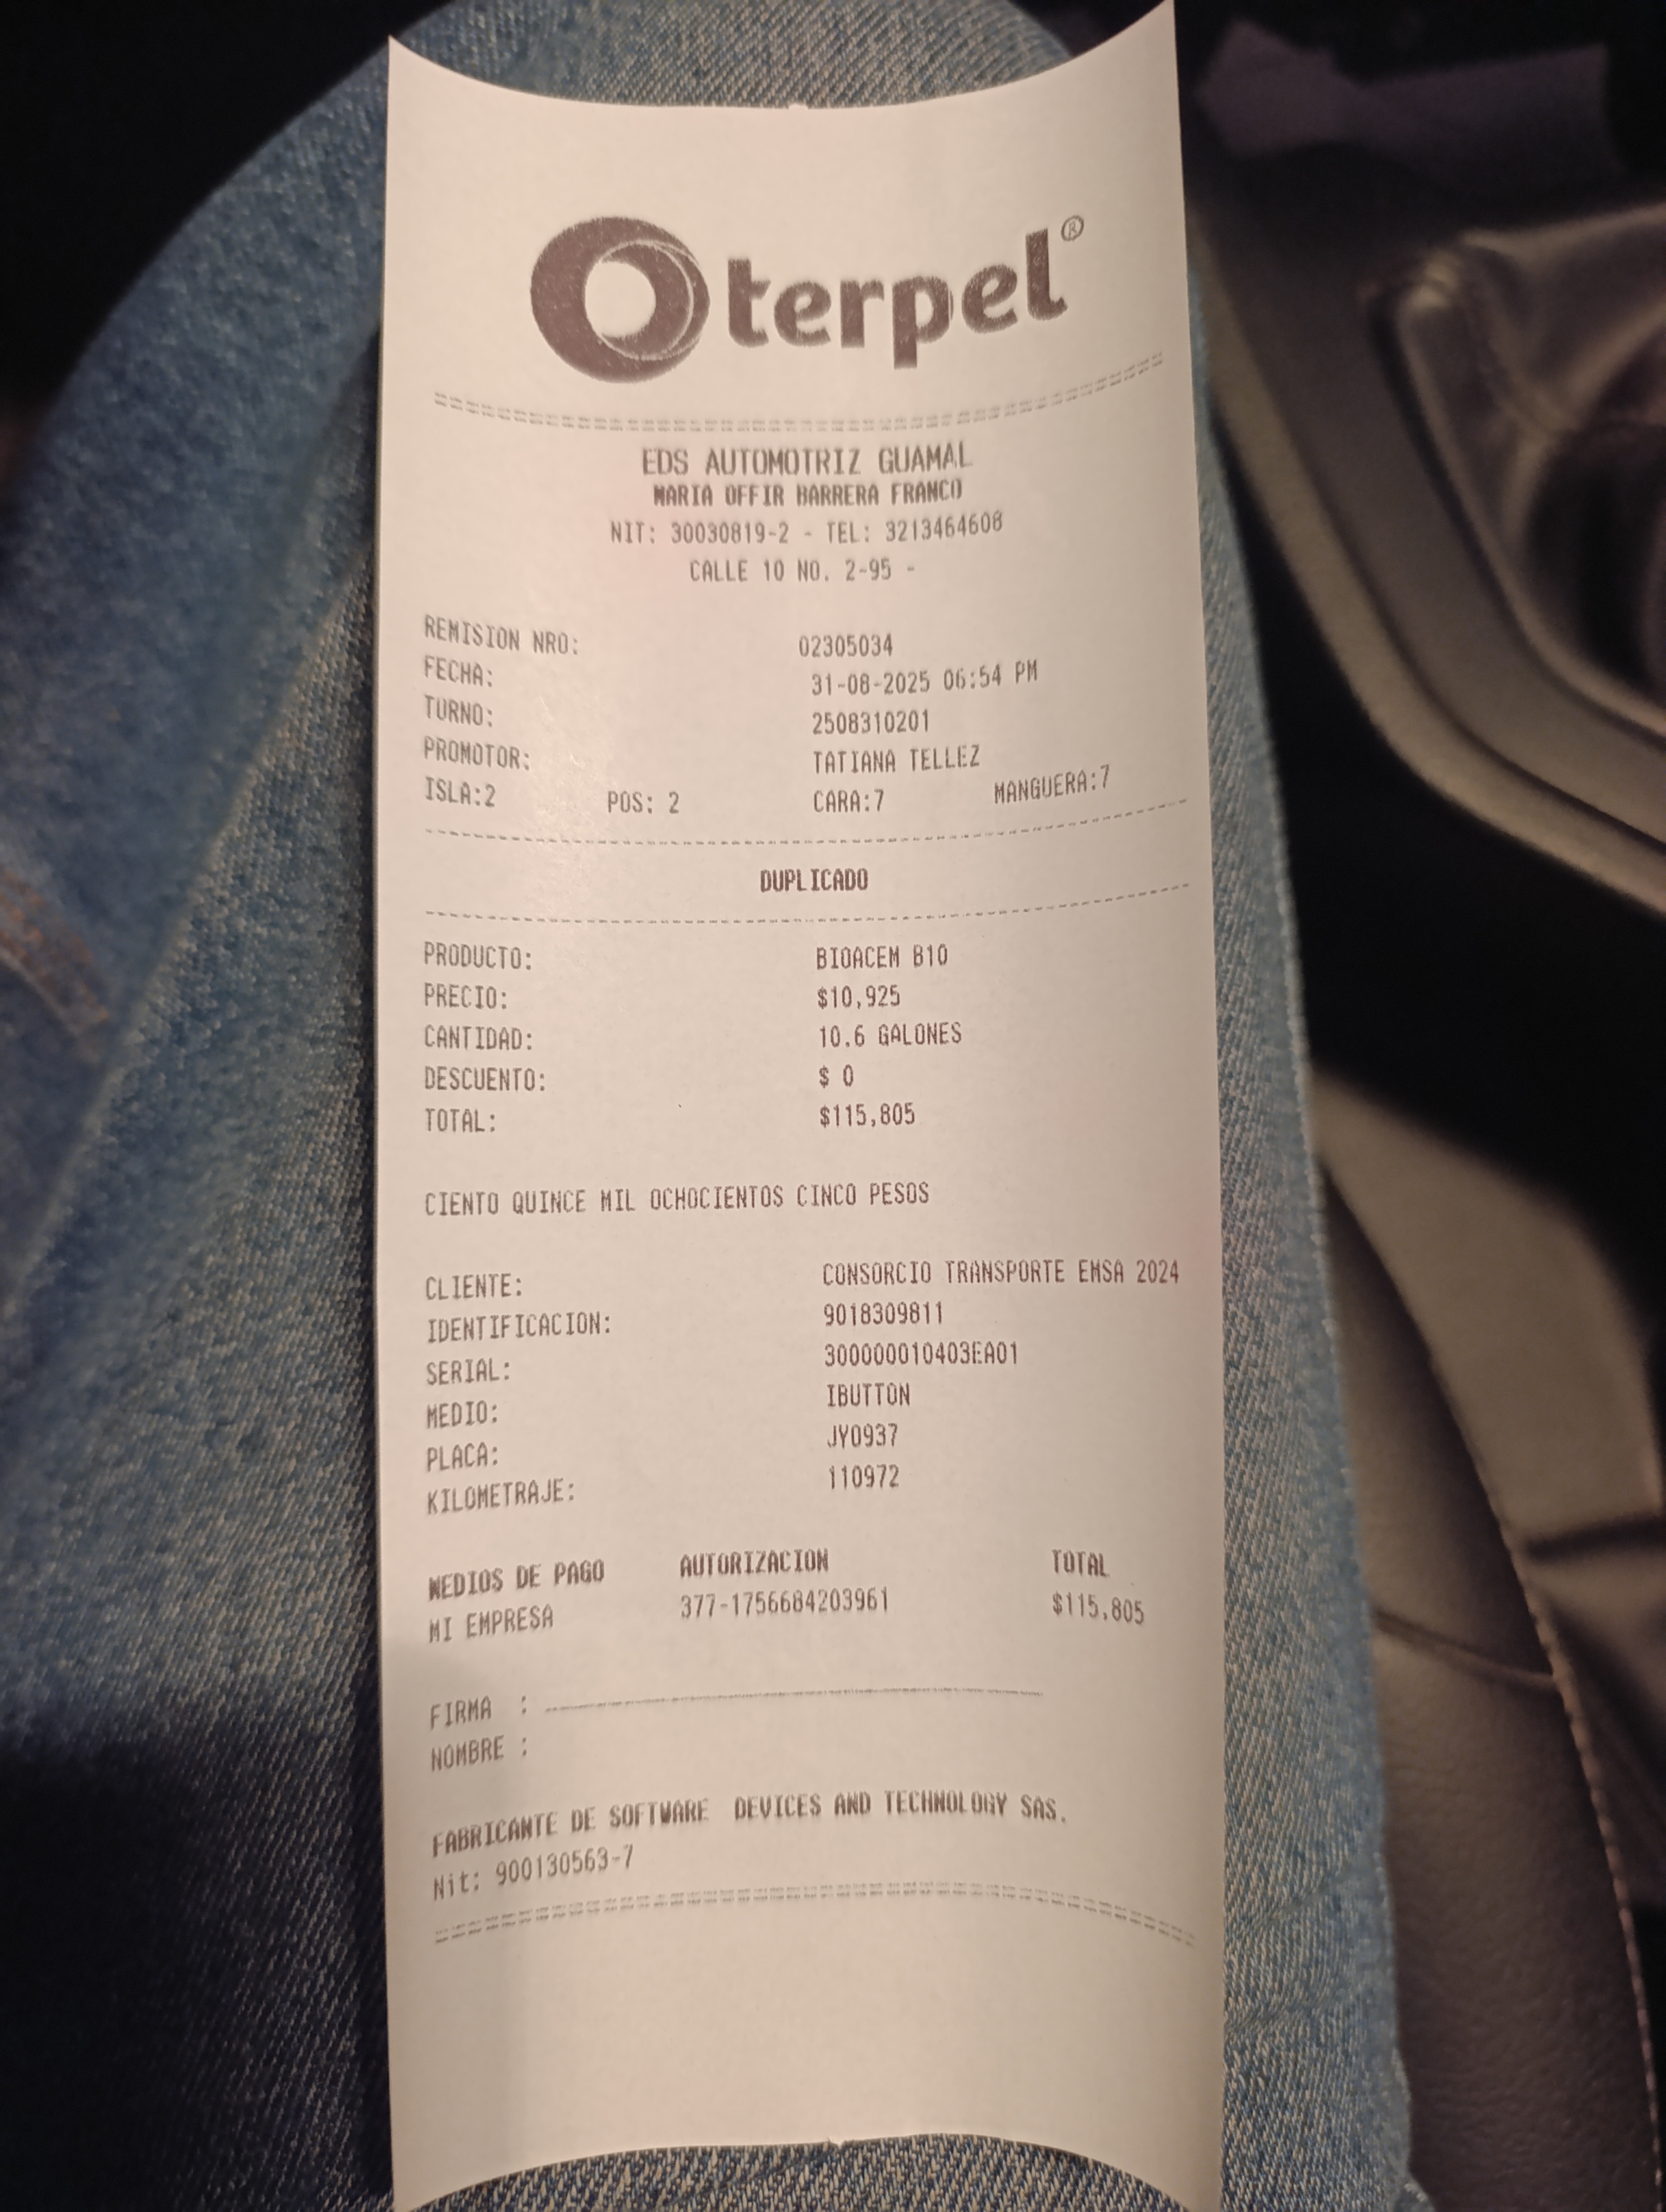 terpel®
EDS AUTOMOTRIZ GUAMAL
MARIA OFFIR BARRERA FRANCO
NIT: 30030819-2 - TEL: 3213464608
CALLE 10 NO. 2-95 -
REMISION NRO: 02305034
FECHA: 31-08-2025 06:54 PM
TURNO: 2508310201
PROMOTOR: TATIANA TELLEZ
ISLA:2 POS: 2 CARA:7 MANGUERA:7
DUPLICADO
PRODUCTO: BIOACEM B10
PRECIO: $10,925
CANTIDAD: 10.6 GALONES
DESCUENTO: $ 0
TOTAL: $115,805
CIENTO QUINCE MIL OCHOCIENTOS CINCO PESOS
CLIENTE: CONSORCIO TRANSPORTE EMSA 2024
IDENTIFICACION: 9018309811
SERIAL: 300000010403EA01
MEDIO: IBUTTON
PLACA: JYO937
KILOMETRAJE: 110972
MEDIOS DE PAGO AUTORIZACION TOTAL
MI EMPRESA 377-1756684203961 $115,805
FIRMA :
NOMBRE :
FABRICANTE DE SOFTWARE DEVICES AND TECHNOLOGY SAS.
Nit: 900130563-7